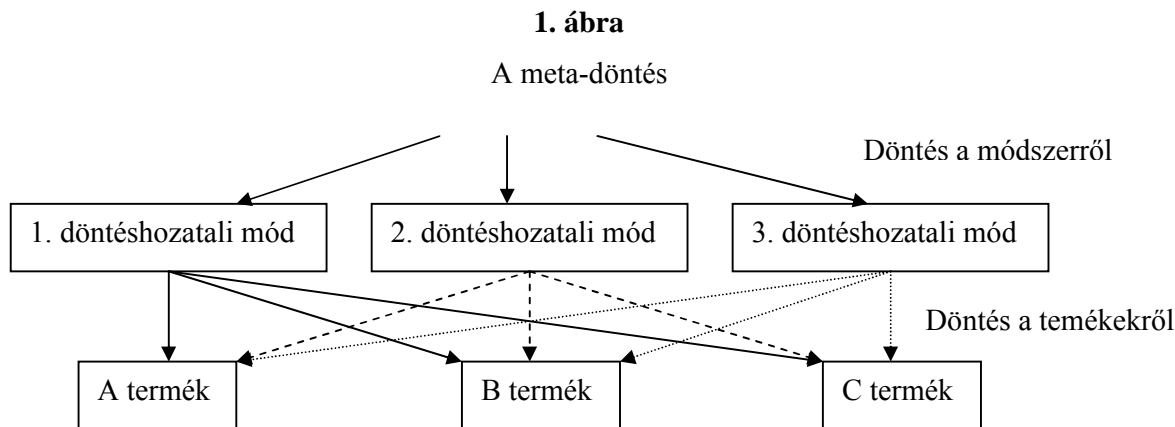 1. ábra
A meta-döntés
Döntés a módszerről
1. döntéshozatali mód
2. döntéshozatali mód
3. döntéshozatali mód
Döntés a temékekről
A termék
B termék
C termék